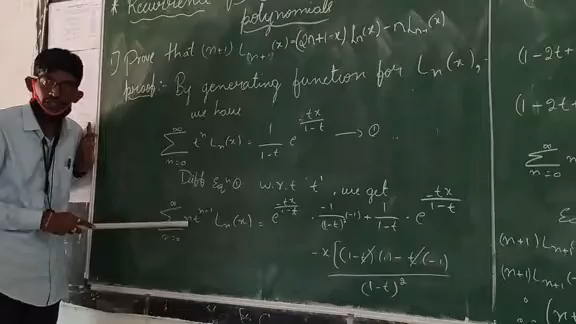 * Recurrence
polynomials
1) Prove that (n+1) L_{n+1}(x) = (2n+1-x) L_n(x) - n L_{n-1}(x)
proof:- By generating function for L_n(x),
we have
∞ Σ n=0 t^n L_n(x) = 1/(1-t) e^{-tx/(1-t)} → ①
Diff Eqn ① w.r.t 't', we get
∞ Σ n=0 n t^{n-1} L_n(x) = e^{-tx/(1-t)} · -1/(1-t)^2 (-1) + 1/(1-t) · e^{-tx/(1-t)}
-x [(1-t)(1) - t(-1)] / (1-t)^2
(1-2t+
(1-2t+
∞ Σ n=0
(n+1) L_{n+1}
(n+1) L_{n+1}(